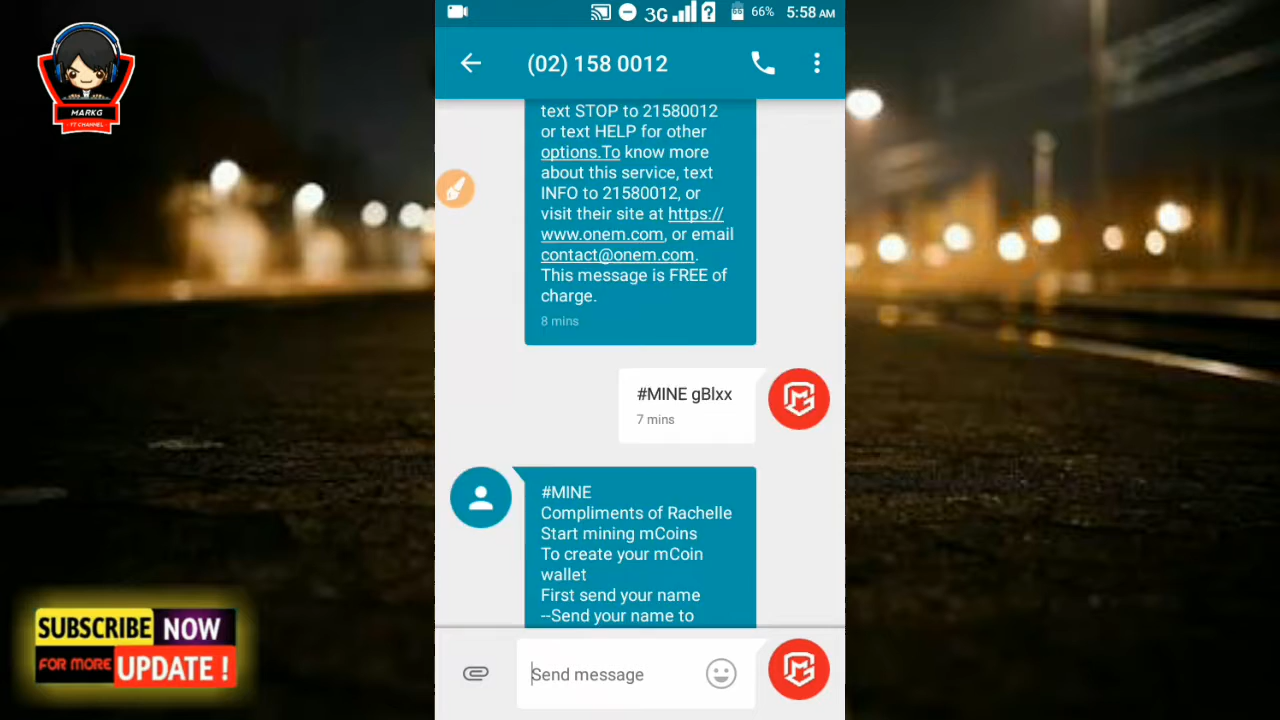 MARKG
YT CHANNEL
3G
?
66%
5:58 AM
(02) 158 0012
text STOP to 21580012
or text HELP for other
options.To know more
about this service, text
INFO to 21580012, or
visit their site at https://
www.onem.com, or email
contact@onem.com.
This message is FREE of
charge.
8 mins
#MINE gBlxx
7 mins
#MINE
Compliments of Rachelle
Start mining mCoins
To create your mCoin
wallet
First send your name
--Send your name to
Send message
SUBSCRIBE NOW
FOR MORE UPDATE !